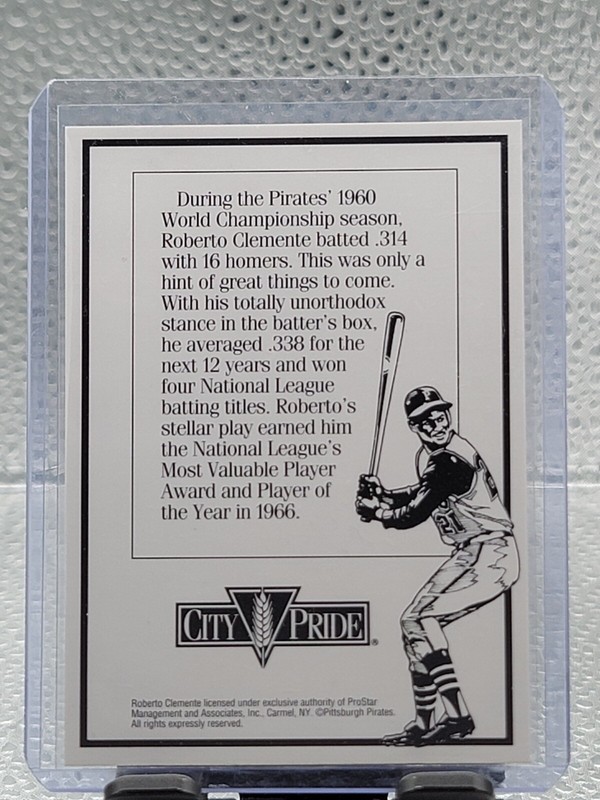 During the Pirates' 1960
World Championship season,
Roberto Clemente batted .314
with 16 homers. This was only a
hint of great things to come.
With his totally unorthodox
stance in the batter's box,
he averaged .338 for the
next 12 years and won
four National League
batting titles. Roberto's
stellar play earned him
the National League's
Most Valuable Player
Award and Player of
the Year in 1966.
21
CITY PRIDE®
Roberto Clemente licensed under exclusive authority of ProStar
Management and Associates, Inc., Carmel, NY. ©Pittsburgh Pirates.
All rights expressly reserved.